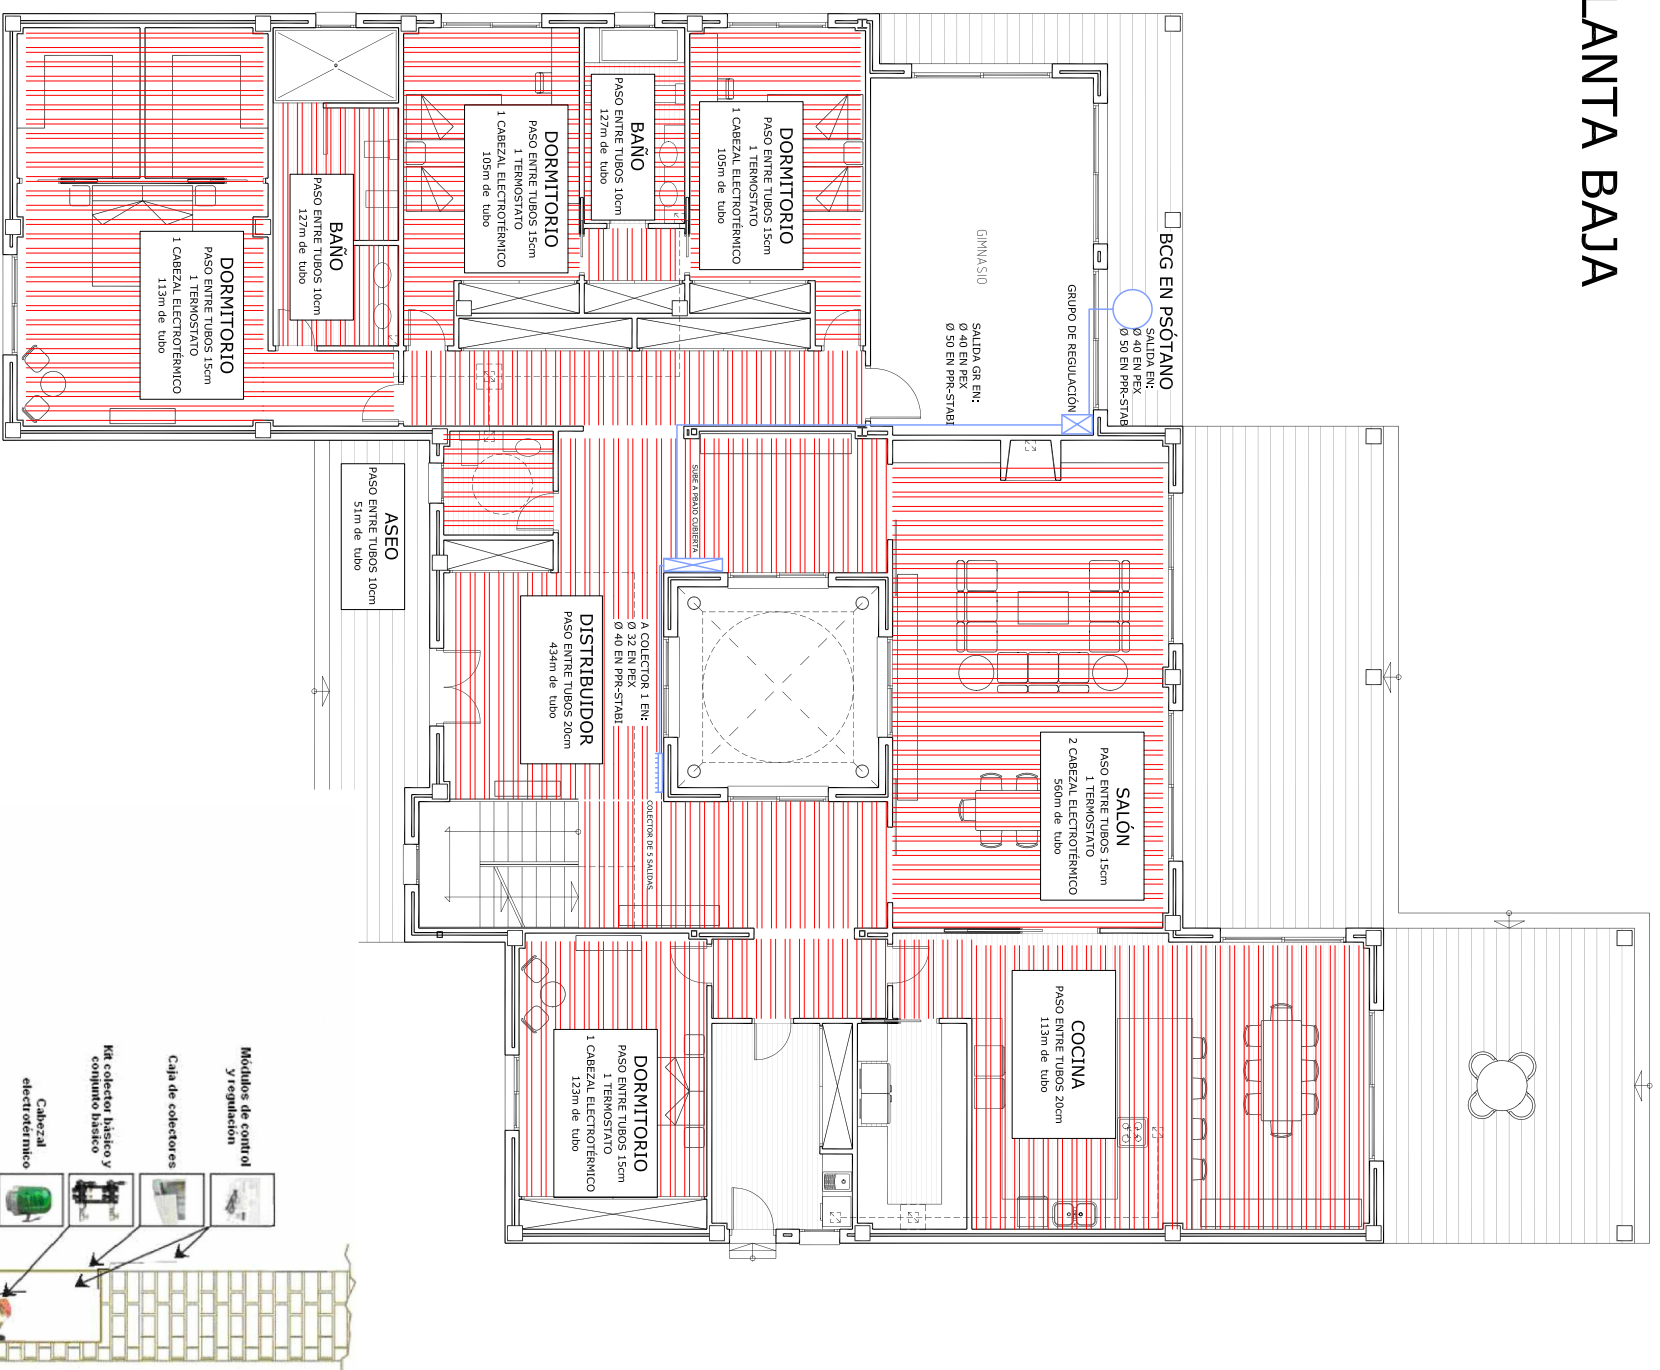 LANTA BAJA
BCG EN PSÓTANO
SALIDA EN:
Ø 40 EN PEX
Ø 50 EN PPR-STAB
GRUPO DE REGULACIÓN
GIMNASIO
SALIDA GR EN:
Ø 40 EN PEX
Ø 50 EN PPR-STABI
DORMITORIO
PASO ENTRE TUBOS 15cm
1 TERMOSTATO
1 CABEZAL ELECTROTÉRMICO
105m de tubo
BAÑO
PASO ENTRE TUBOS 10cm
127m de tubo
DORMITORIO
PASO ENTRE TUBOS 15cm
1 TERMOSTATO
1 CABEZAL ELECTROTÉRMICO
105m de tubo
BAÑO
PASO ENTRE TUBOS 10cm
127m de tubo
DORMITORIO
PASO ENTRE TUBOS 15cm
1 TERMOSTATO
1 CABEZAL ELECTROTÉRMICO
113m de tubo
SUBE A PBAJO CUBIERTA
ASEO
PASO ENTRE TUBOS 10cm
51m de tubo
A COLECTOR 1 EN:
Ø 32 EN PEX
Ø 40 EN PPR-STABI
DISTRIBUIDOR
PASO ENTRE TUBOS 20cm
434m de tubo
COLECTOR DE 5 SALIDAS
SALÓN
PASO ENTRE TUBOS 15cm
1 TERMOSTATO
2 CABEZAL ELECTROTÉRMICO
560m de tubo
COCINA
PASO ENTRE TUBOS 20cm
113m de tubo
DORMITORIO
PASO ENTRE TUBOS 15cm
1 TERMOSTATO
1 CABEZAL ELECTROTÉRMICO
123m de tubo
Módulos de control
y regulación
Caja de colectores
Kit colector básico y
conjunto básico
Cabezal
electrotérmico